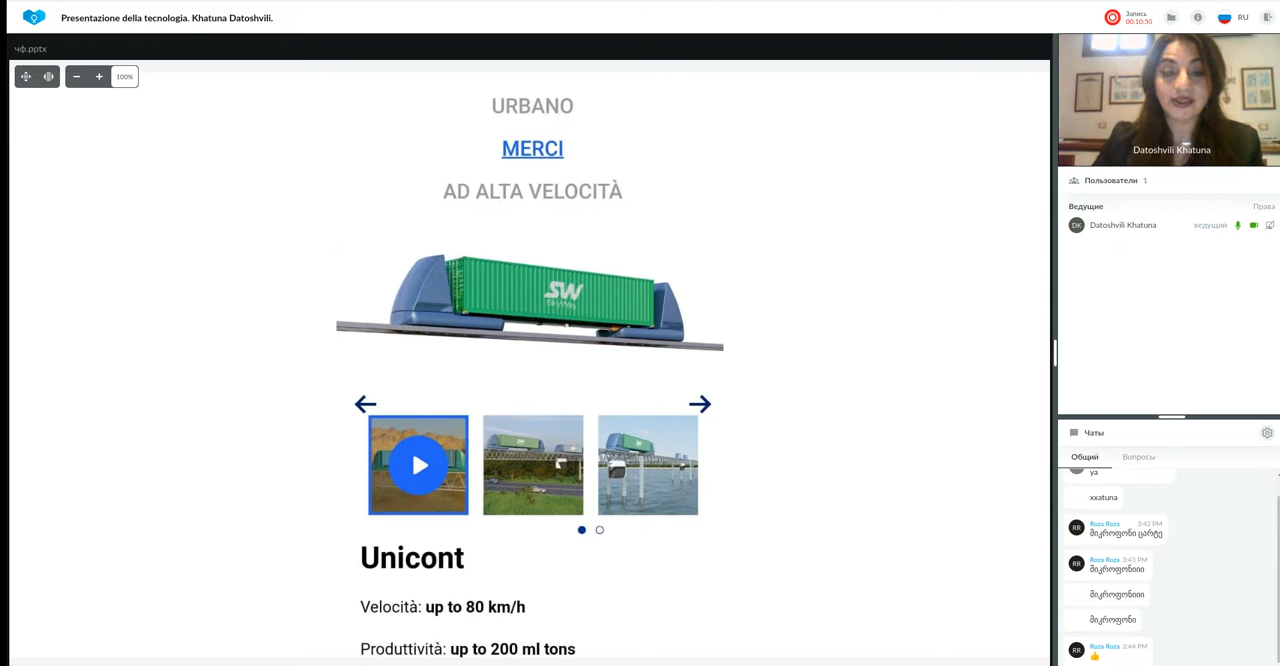 Presentazione della tecnologia. Khatuna Datoshvili.
Запись
00:10:50
RU
чф.pptx
100%
URBANO
MERCI
AD ALTA VELOCITÀ
SW
SkyWay
Unicont
Velocità: up to 80 km/h
Produttività: up to 200 ml tons
Datoshvili Khatuna
Пользователи 1
Ведущие Права
DK Datoshvili Khatuna ведущий
Чаты
Общий Вопросы
ya
xxatuna
RR Roza Roza 3:42 PM
მიკროფონი ცარტე
RR Roza Roza 3:43 PM
მიკროფონიიი
მიკროფონიიი
მიკროფონი
RR Roza Roza 3:44 PM
👍